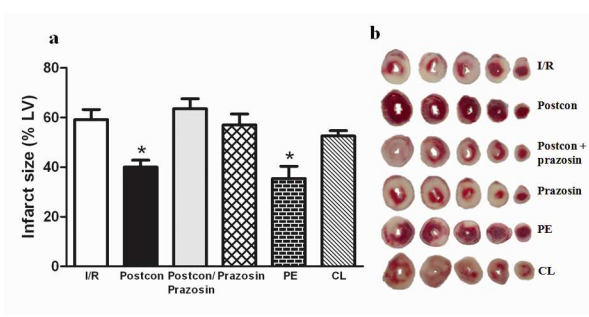 a
b
Infarct size (% LV)
80
60
40
20
0
*
*
I/R Postcon Postcon/ Prazosin PE CL
Prazosin
I/R
Postcon
Postcon +
prazosin
Prazosin
PE
CL